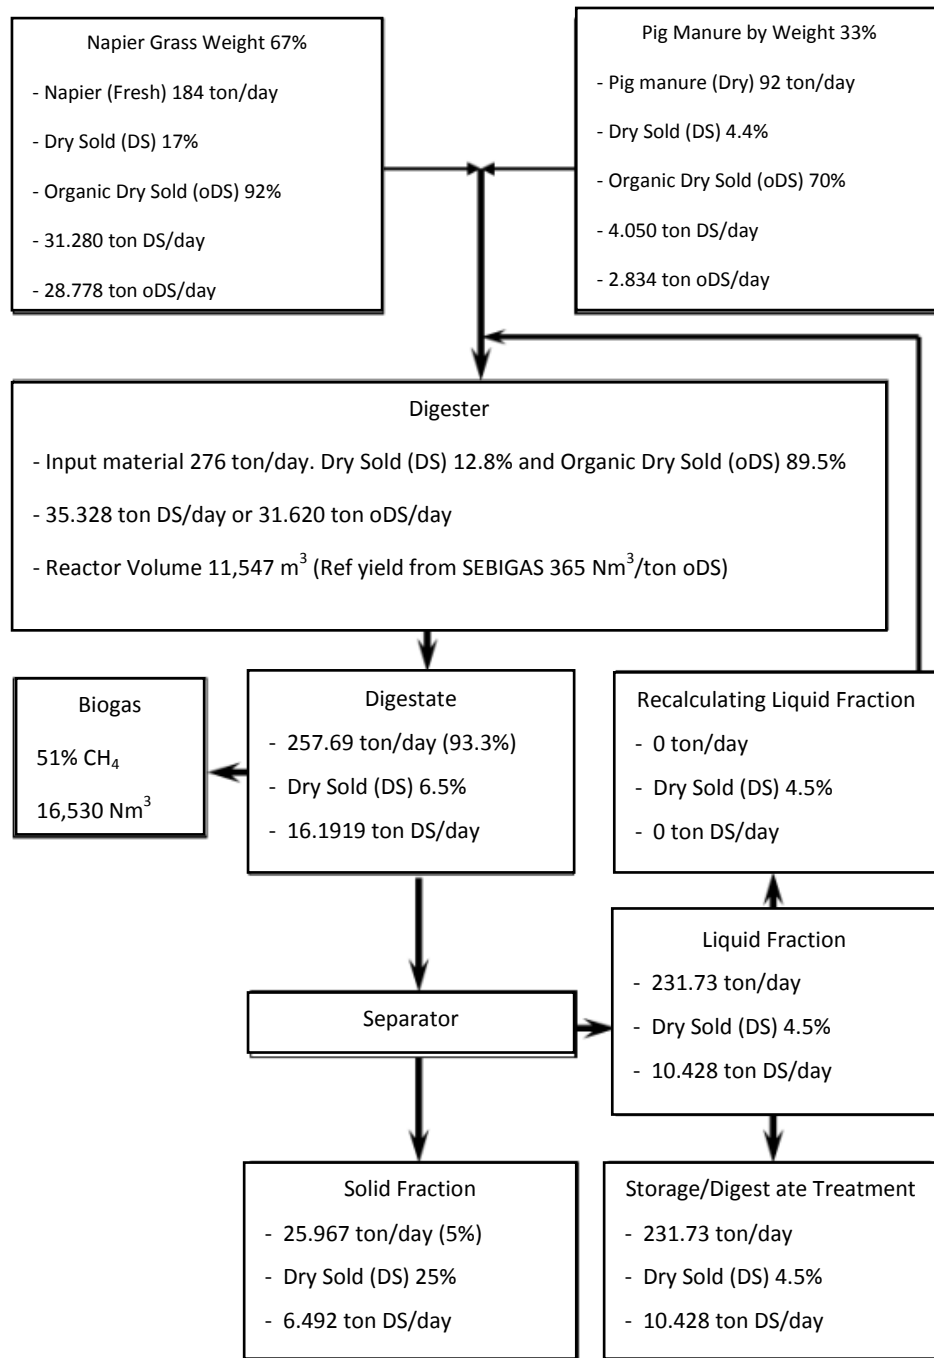 Napier Grass Weight 67%
- Napier (Fresh) 184 ton/day
- Dry Sold (DS) 17%
- Organic Dry Sold (oDS) 92%
- 31.280 ton DS/day
- 28.778 ton oDS/day
Pig Manure by Weight 33%
- Pig manure (Dry) 92 ton/day
- Dry Sold (DS) 4.4%
- Organic Dry Sold (oDS) 70%
- 4.050 ton DS/day
- 2.834 ton oDS/day
Digester
- Input material 276 ton/day. Dry Sold (DS) 12.8% and Organic Dry Sold (oDS) 89.5%
- 35.328 ton DS/day or 31.620 ton oDS/day
- Reactor Volume 11,547 m³ (Ref yield from SEBIGAS 365 Nm³/ton oDS)
Biogas
51% CH₄
16,530 Nm³
Digestate
- 257.69 ton/day (93.3%)
- Dry Sold (DS) 6.5%
- 16.1919 ton DS/day
Recalculating Liquid Fraction
- 0 ton/day
- Dry Sold (DS) 4.5%
- 0 ton DS/day
Liquid Fraction
- 231.73 ton/day
- Dry Sold (DS) 4.5%
- 10.428 ton DS/day
Separator
Solid Fraction
- 25.967 ton/day (5%)
- Dry Sold (DS) 25%
- 6.492 ton DS/day
Storage/Digest ate Treatment
- 231.73 ton/day
- Dry Sold (DS) 4.5%
- 10.428 ton DS/day